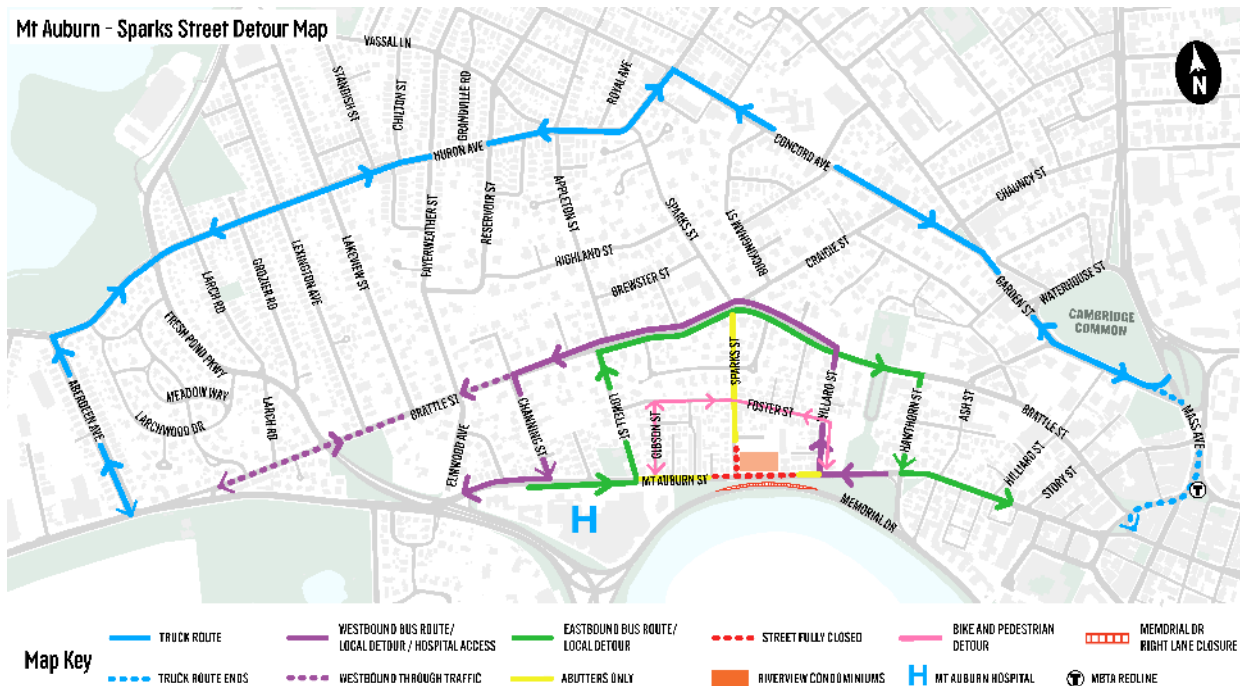 Mt Auburn - Sparks Street Detour Map
VASSAL LN
STANDISH ST
CHILTON ST
GRANVILLE RD
ROYAL AVE
N
HURON AVE
CONCORD AVE
CHAUNCY ST
FAYERWEATHER ST
RESERVOIR ST
APPLETON ST
SPARKS ST
BUCKINGHAM ST
CRAIGIE ST
HIGHLAND ST
BREWSTER ST
LARCH RD
GROZIER RD
LEXINGTON AVE
LAKEVIEW ST
GARDEN ST
WATERHOUSE ST
CAMBRIDGE
COMMON
FRESH POND PKWY
MEADOW WAY
LARCHWOOD DR
LARCH RD
ABERDEEN AVE
BRATTLE ST
ELMWOOD AVE
CHANNING ST
LOWELL ST
GIBSON ST
SPARKS ST
FOSTER ST
WILLARD ST
HAWTHORN ST
ASH ST
BRATTLE ST
HILLIARD ST
STORY ST
MASS AVE
MT AUBURN ST
MEMORIAL DR
H
T
Map Key
TRUCK ROUTE
WESTBOUND BUS ROUTE/
LOCAL DETOUR / HOSPITAL ACCESS
EASTBOUND BUS ROUTE/
LOCAL DETOUR
STREET FULLY CLOSED
BIKE AND PEDESTRIAN
DETOUR
MEMORIAL DR
RIGHT LANE CLOSURE
TRUCK ROUTE ENDS
WESTBOUND THROUGH TRAFFIC
ABUTTERS ONLY
RIVERVIEW CONDOMINIUMS
H
MT AUBURN HOSPITAL
T
MBTA REDLINE